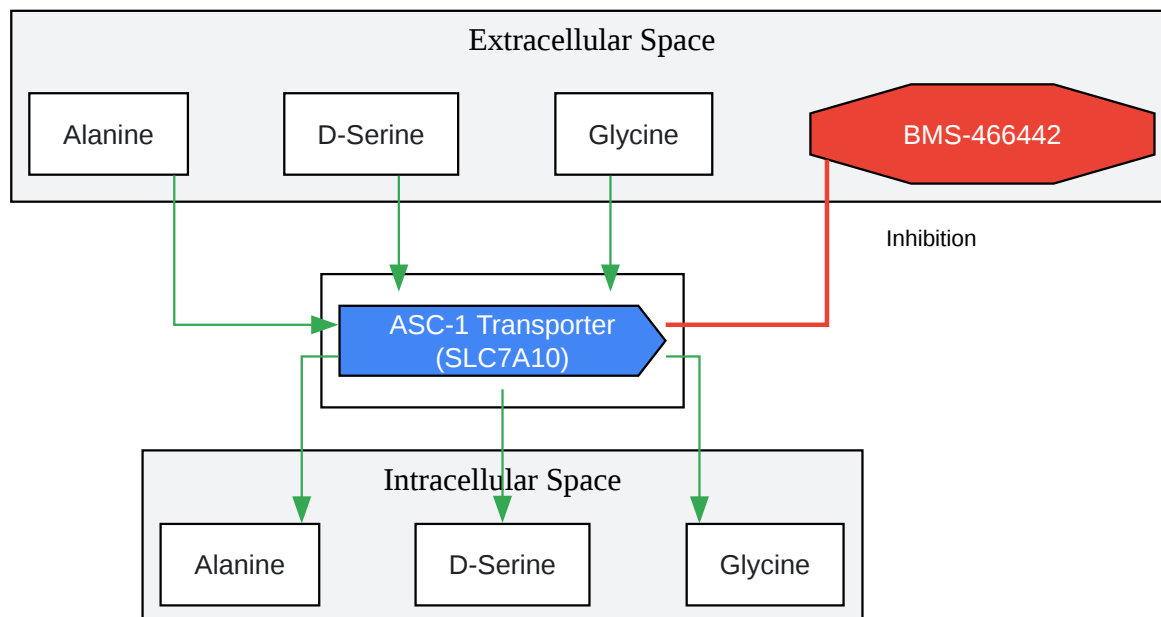 Extracellular Space
Alanine
D-Serine
Glycine
BMS-466442
Inhibition
ASC-1 Transporter
(SLC7A10)
Intracellular Space
Alanine
D-Serine
Glycine